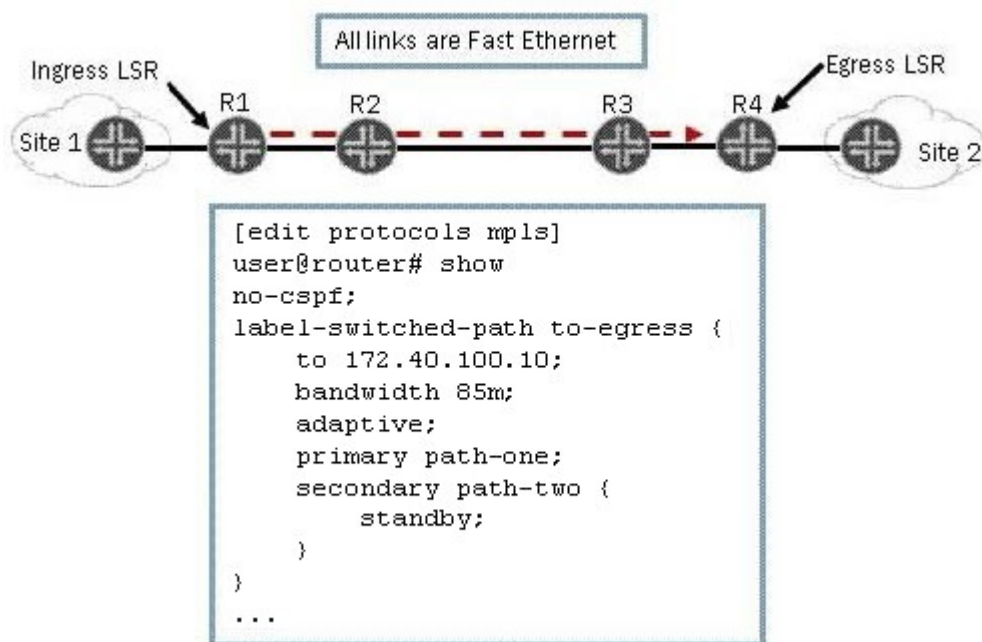 All links are Fast Ethernet
Ingress LSR
Egress LSR
R1
R2
R3
R4
Site 1
Site 2
[edit protocols mpls]
user@router# show
no-cspf;
label-switched-path to-egress {
    to 172.40.100.10;
    bandwidth 85m;
    adaptive;
    primary path-one;
    secondary path-two {
        standby;
    }
}
...